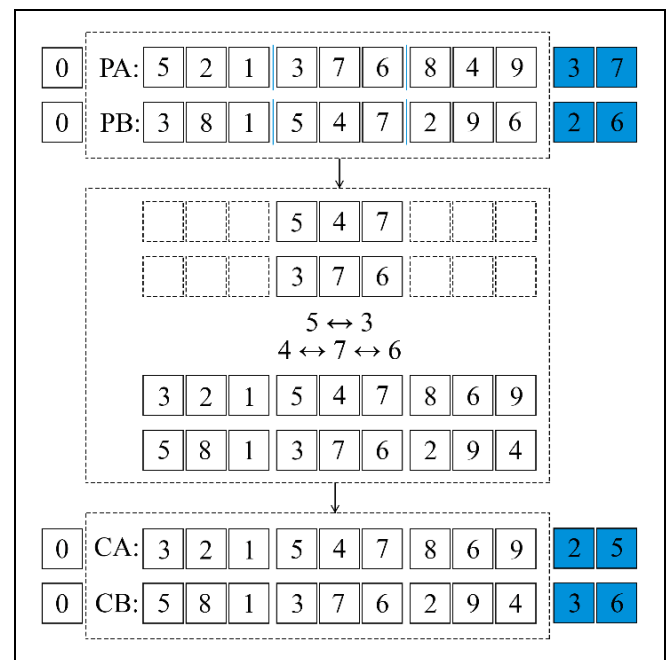 0 PA: 5 2 1 3 7 6 8 4 9 3 7
0 PB: 3 8 1 5 4 7 2 9 6 2 6
5 4 7
3 7 6
5 ↔ 3
4 ↔ 7 ↔ 6
3 2 1 5 4 7 8 6 9
5 8 1 3 7 6 2 9 4
0 CA: 3 2 1 5 4 7 8 6 9 2 5
0 CB: 5 8 1 3 7 6 2 9 4 3 6